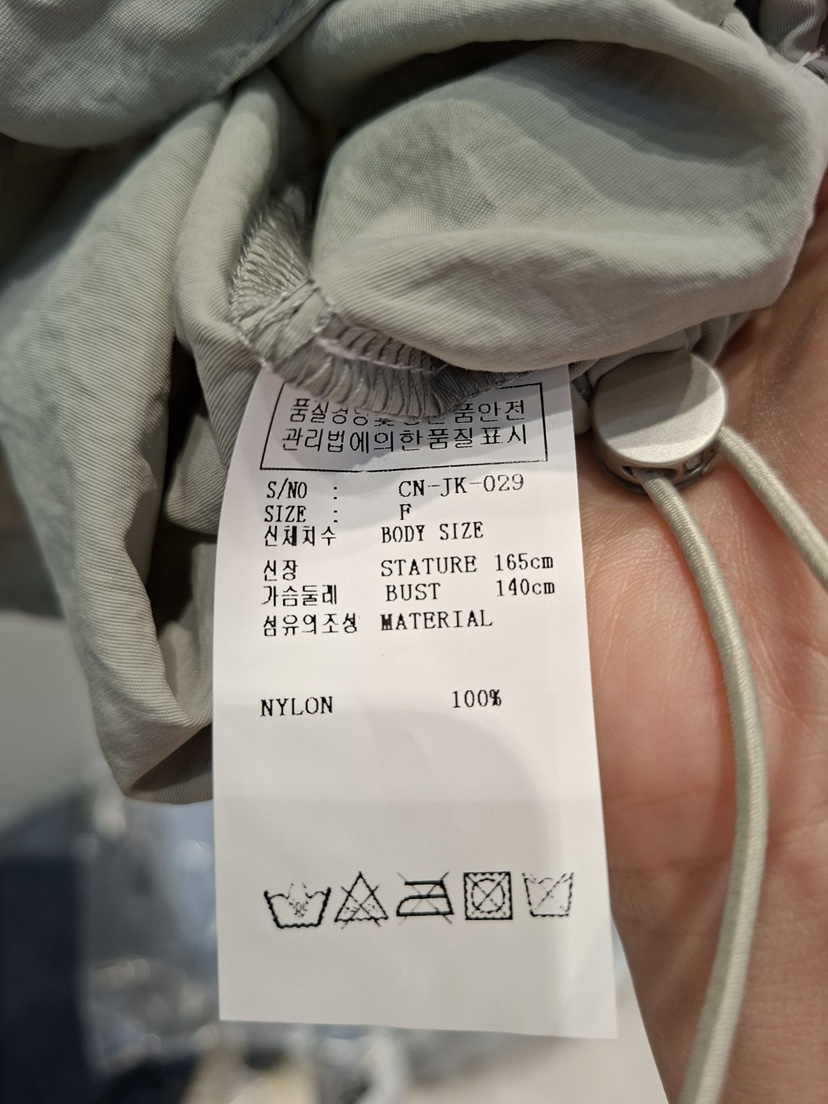 품질경영및 품안전
관리법에의한품질표시
S/NO : CN-JK-029
SIZE : F
신체치수 BODY SIZE
신장 STATURE 165cm
가슴둘레 BUST 140cm
섬유의조성 MATERIAL
NYLON 100%